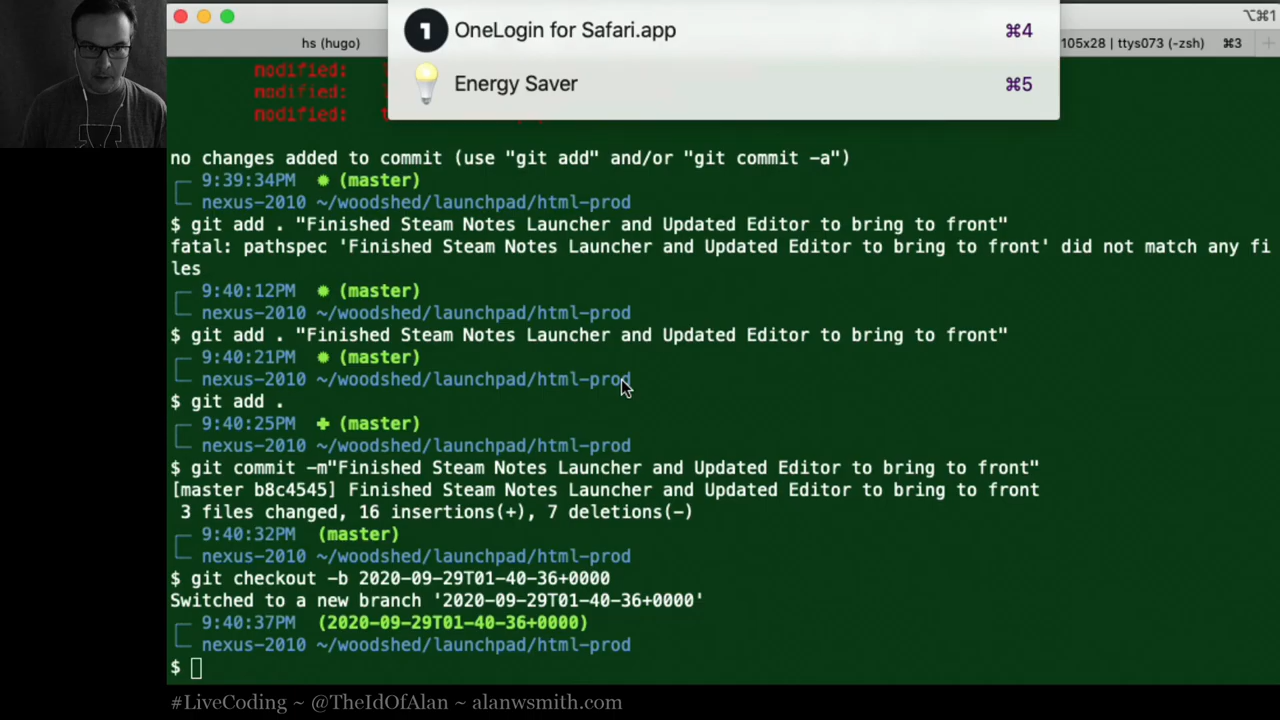 OneLogin for Safari.app ⌘4
Energy Saver ⌘5
⌥⌘1
hs (hugo)
105x28 | ttys073 (-zsh) ⌘3
modified:
modified:
modified:
no changes added to commit (use "git add" and/or "git commit -a")
9:39:34PM ✹ (master)
nexus-2010 ~/woodshed/launchpad/html-prod
$ git add . "Finished Steam Notes Launcher and Updated Editor to bring to front"
fatal: pathspec 'Finished Steam Notes Launcher and Updated Editor to bring to front' did not match any fi
les
9:40:12PM ✹ (master)
nexus-2010 ~/woodshed/launchpad/html-prod
$ git add . "Finished Steam Notes Launcher and Updated Editor to bring to front"
9:40:21PM ✹ (master)
nexus-2010 ~/woodshed/launchpad/html-prod
$ git add .
9:40:25PM ✚ (master)
nexus-2010 ~/woodshed/launchpad/html-prod
$ git commit -m"Finished Steam Notes Launcher and Updated Editor to bring to front"
[master b8c4545] Finished Steam Notes Launcher and Updated Editor to bring to front
3 files changed, 16 insertions(+), 7 deletions(-)
9:40:32PM (master)
nexus-2010 ~/woodshed/launchpad/html-prod
$ git checkout -b 2020-09-29T01-40-36+0000
Switched to a new branch '2020-09-29T01-40-36+0000'
9:40:37PM (2020-09-29T01-40-36+0000)
nexus-2010 ~/woodshed/launchpad/html-prod
$
#LiveCoding ~ @TheIdOfAlan ~ alanwsmith.com